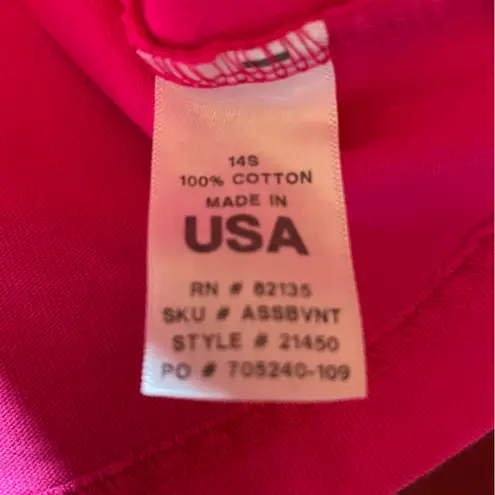 14S
100% COTTON
MADE IN
USA
RN # 82135
SKU # ASSBVNT
STYLE # 21450
PO # 705240-109